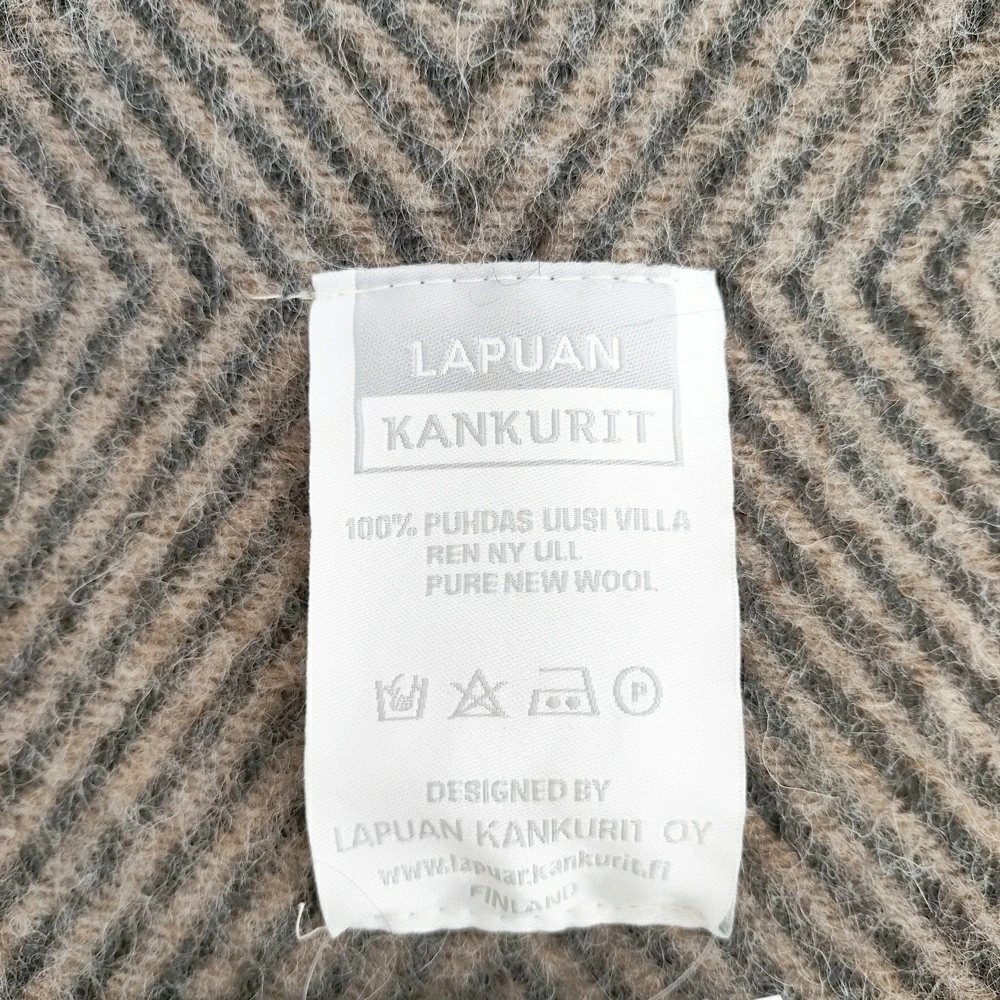 LAPUAN
KANKURIT
100% PUHDAS UUSI VILLA
REN NY ULL
PURE NEW WOOL
P
DESIGNED BY
LAPUAN KANKURIT OY
www.lapuankankurit.fi
FINLAND